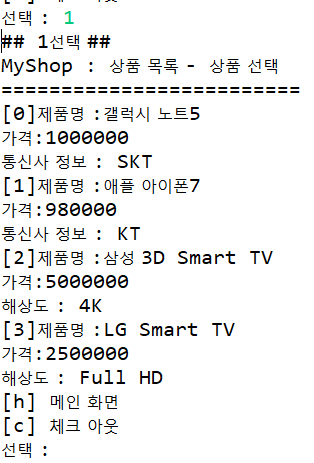 선택 : 1
## 1선택 ##
MyShop : 상품 목록 - 상품 선택
=========================
[0]제품명 :갤럭시 노트5
가격:1000000
통신사 정보 : SKT
[1]제품명 :애플 아이폰7
가격:980000
통신사 정보 : KT
[2]제품명 :삼성 3D Smart TV
가격:5000000
해상도 : 4K
[3]제품명 :LG Smart TV
가격:2500000
해상도 : Full HD
[h] 메인 화면
[c] 체크 아웃
선택 :